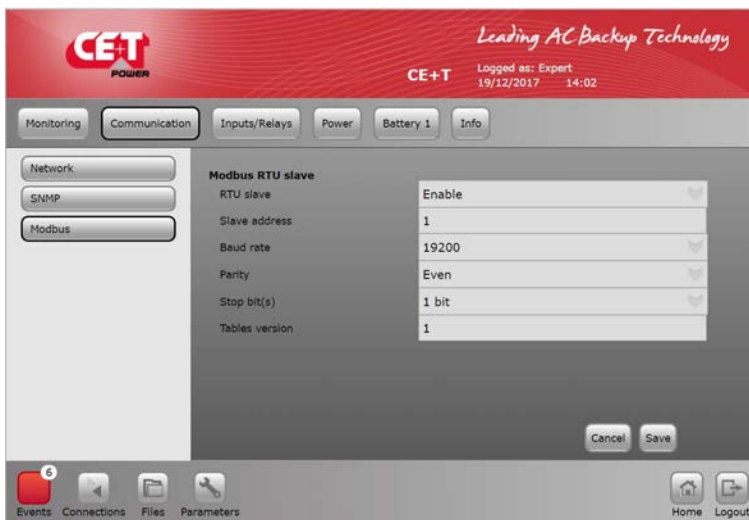 CE+T
POWER
Leading AC Backup Technology
CE+T
Logged as: Expert
19/12/2017 14:02
Monitoring Communication Inputs/Relays Power Battery 1 Info
Network
SNMP
Modbus
Modbus RTU slave
RTU slave Enable
Slave address 1
Baud rate 19200
Parity Even
Stop bit(s) 1 bit
Tables version 1
Cancel Save
6
Events Connections Files Parameters Home Logout